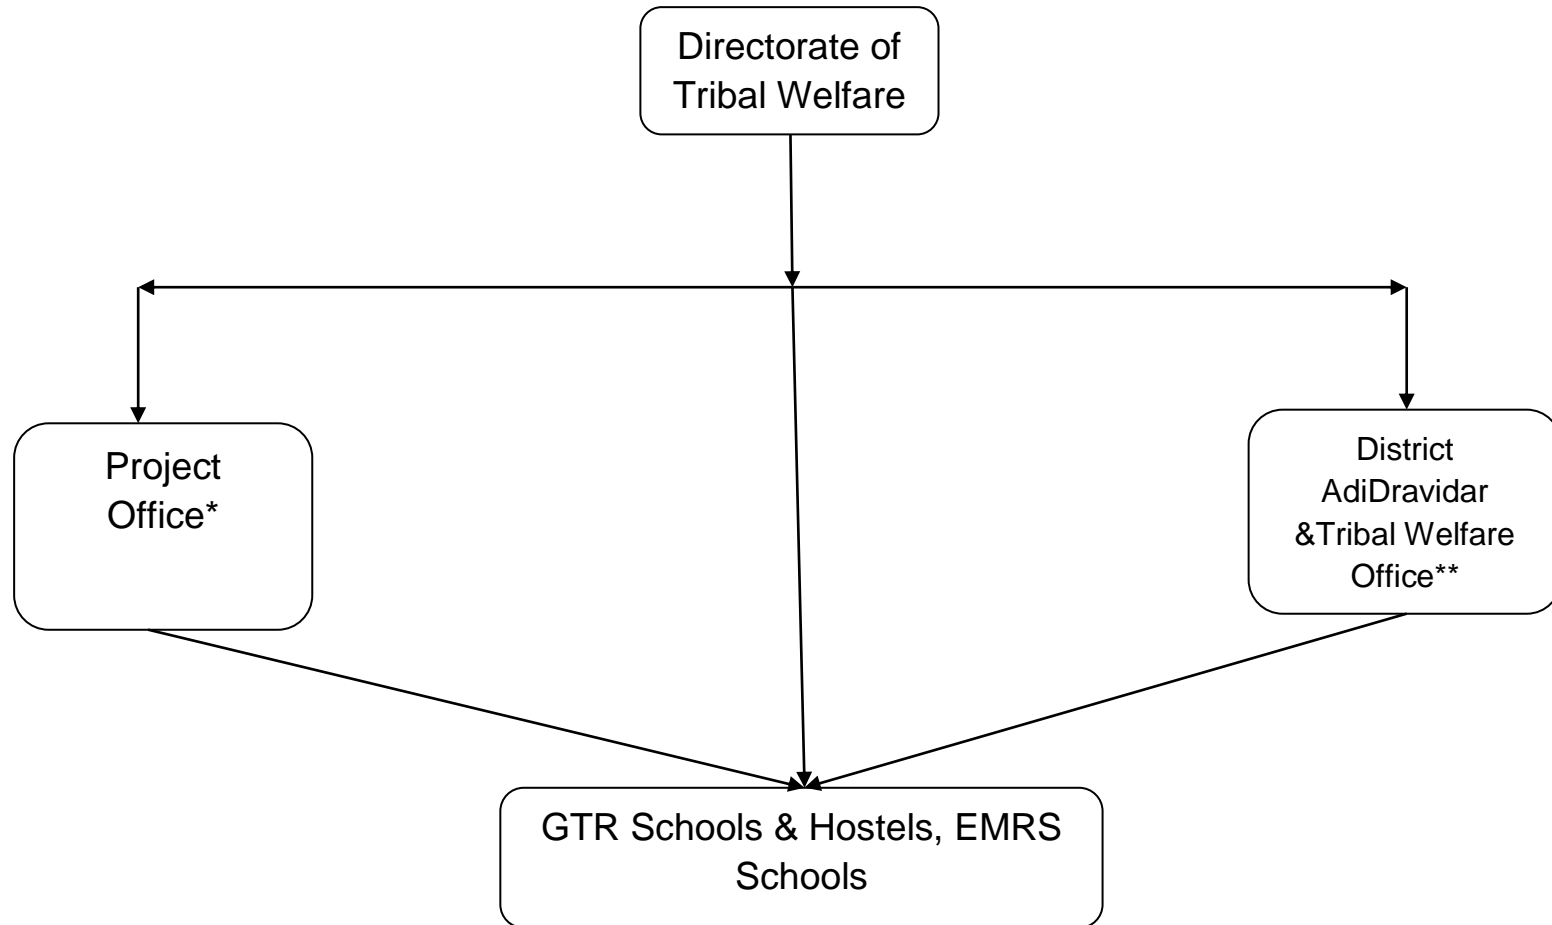 Directorate of
Tribal Welfare
Project
Office*
District
AdiDravidar
&Tribal Welfare
Office**
GTR Schools & Hostels, EMRS
Schools